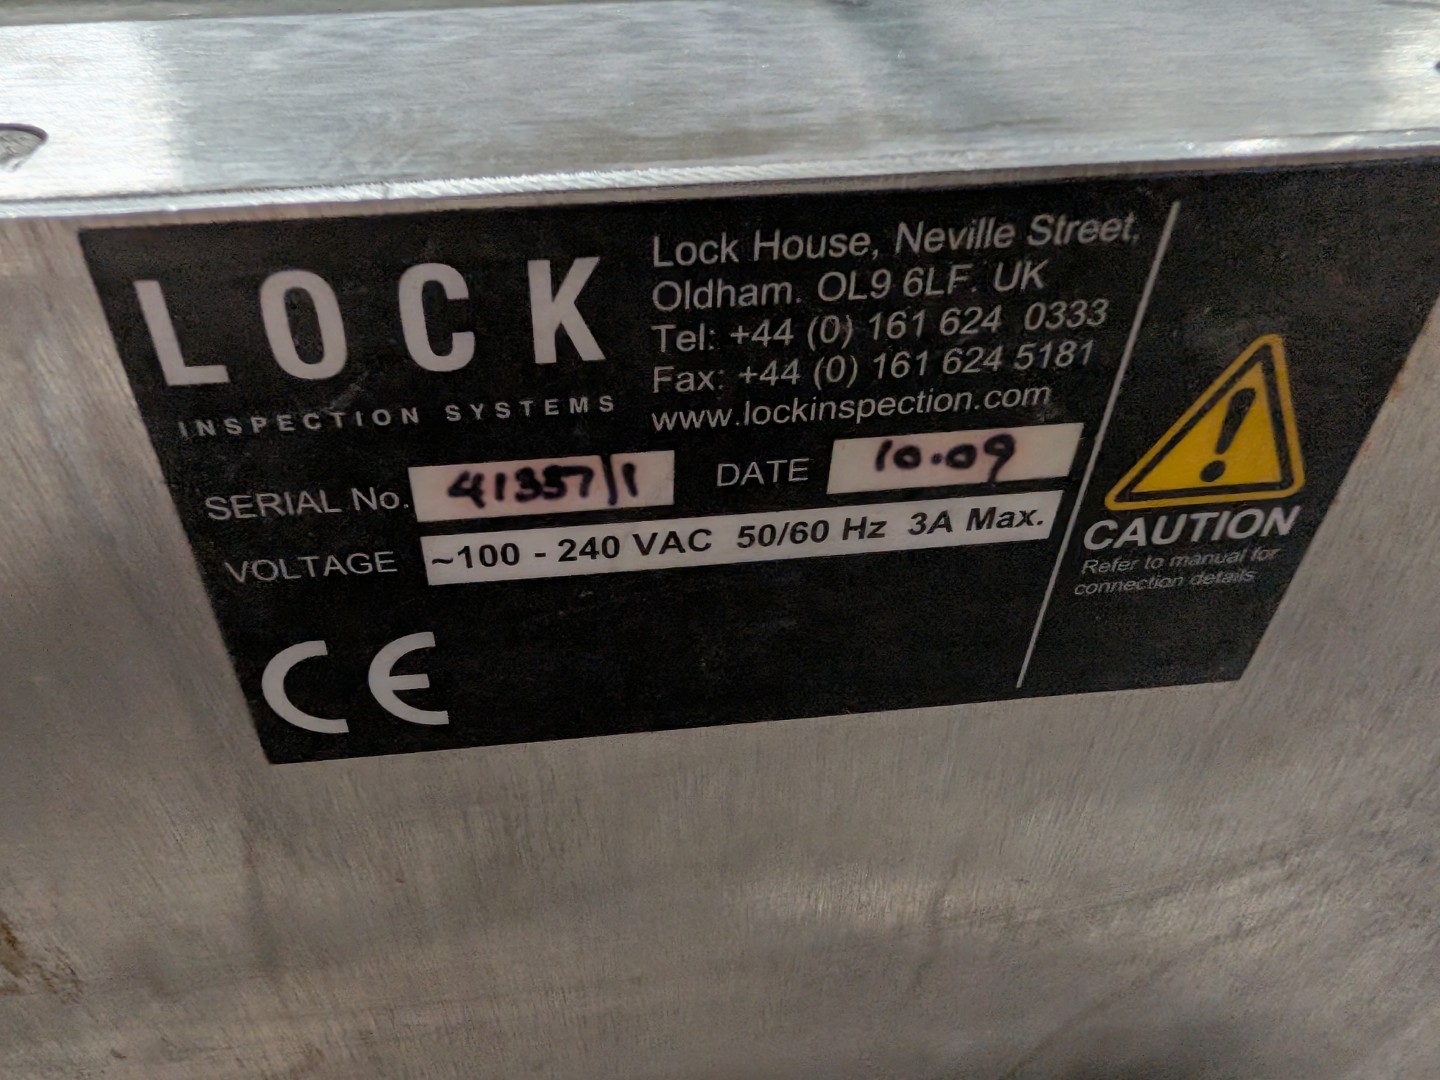 LOCK
INSPECTION SYSTEMS
Lock House, Neville Street,
Oldham. OL9 6LF. UK
Tel: +44 (0) 161 624 0333
Fax: +44 (0) 161 624 5181
www.lockinspection.com
SERIAL No. 41357/1 DATE 10.09
VOLTAGE ~100 - 240 VAC 50/60 Hz 3A Max.
CE
CAUTION
Refer to manual for
connection details